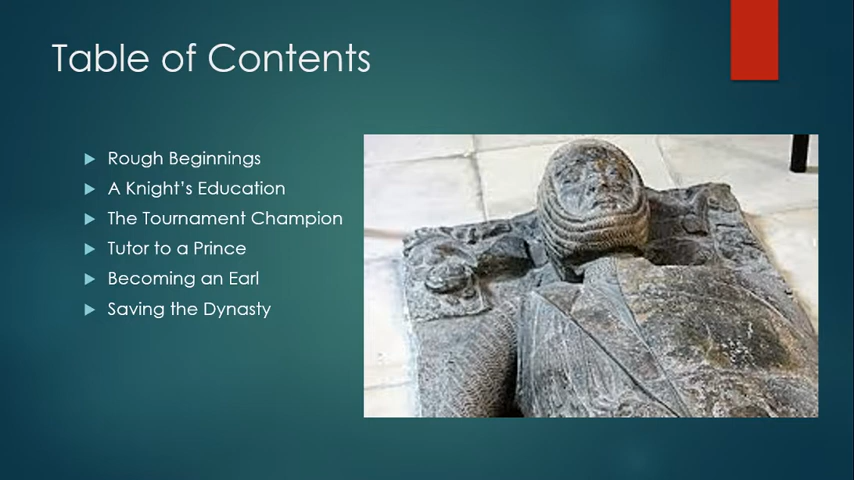 Table of Contents
Rough Beginnings
A Knight's Education
The Tournament Champion
Tutor to a Prince
Becoming an Earl
Saving the Dynasty